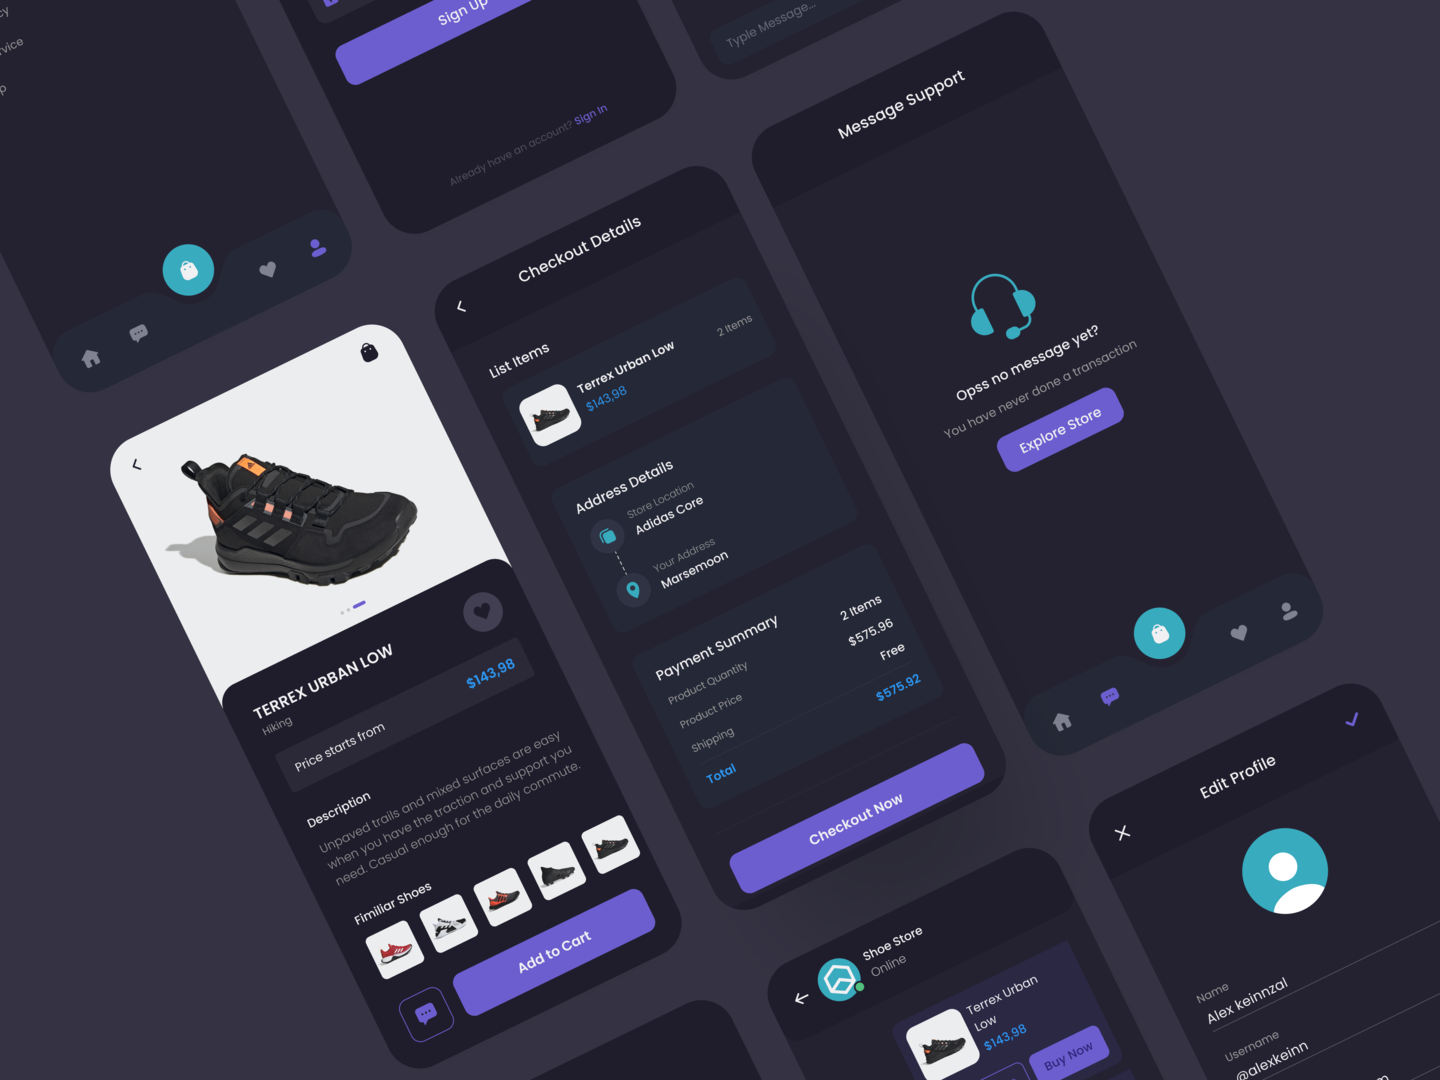 Sign Up
Already have an account? Sign In
Typle Message...
Message Support
Opss no message yet?
You have never done a transaction
Explore Store
Checkout Details
List Items
Terrex Urban Low
2 Items
$143,98
Address Details
Store Location
Adidas Core
Your Address
Marsemoon
Payment Summary
Product Quantity
2 Items
Product Price
$575.96
Shipping
Free
Total
$575.92
Checkout Now
TERREX URBAN LOW
Hiking
Price starts from
$143,98
Description
Unpaved trails and mixed surfaces are easy
when you have the traction and support you
need. Casual enough for the daily commute.
Fimiliar Shoes
Add to Cart
Shoe Store
Online
Terrex Urban
Low
$143,98
Buy Now
Edit Profile
Name
Alex keinnzal
Username
@alexkeinn